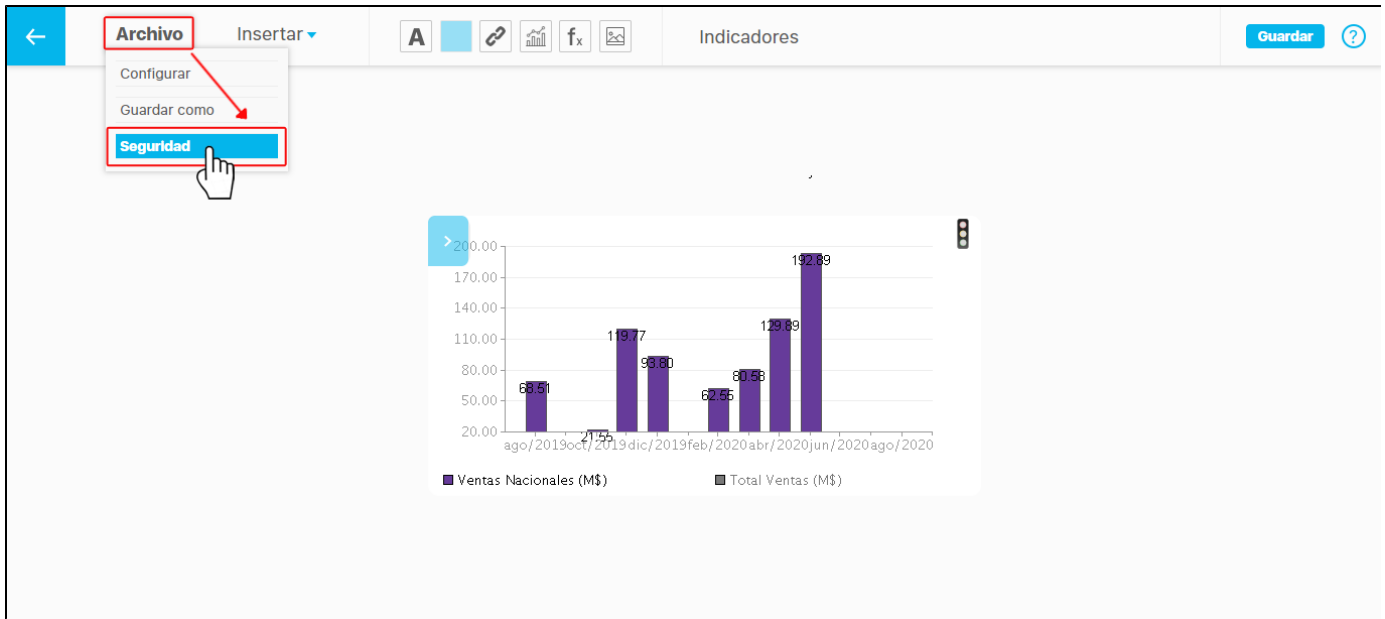 Archivo Insertar A fx Indicadores Guardar ?
Configurar
Guardar como
Seguridad
200.00
192.89
170.00
140.00
129.89
119.77
110.00
93.80
80.00
80.58
68.51
62.55
50.00
20.00
21.55
ago/2019 oct/2019 dic/2019 feb/2020 abr/2020 jun/2020 ago/2020
Ventas Nacionales (M$) Total Ventas (M$)